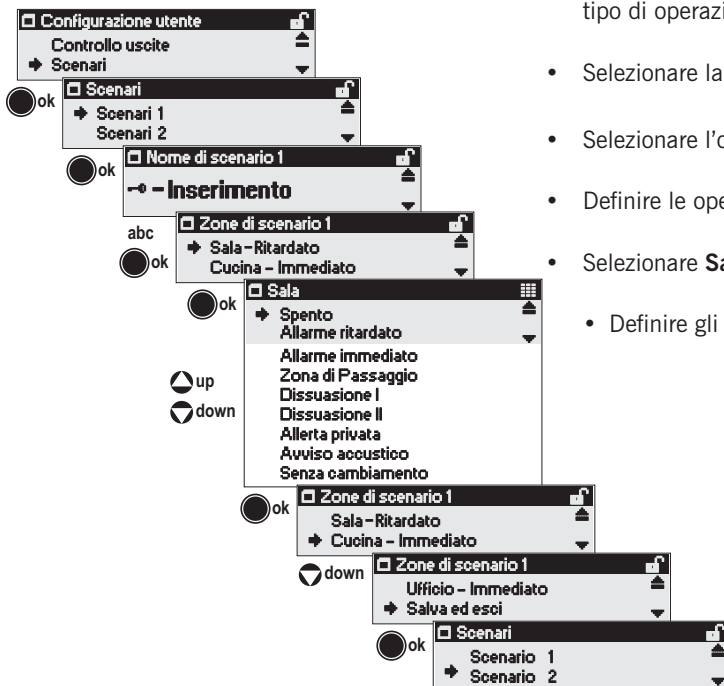 Configurazione utente
Controllo uscite
Scenari
ok
Scenari
Scenari 1
Scenari 2
ok
Nome di scenario 1
– Inserimento
abc
ok
Zone di scenario 1
Sala – Ritardato
Cucina – Immediato
ok
Sala
Spento
Allarme ritardato
Allarme immediato
Zona di Passaggio
Dissuasione I
Dissuasione II
Allerta privata
Avviso accustico
Senza cambiamento
up
down
ok
Zone di scenario 1
Sala – Ritardato
Cucina – Immediato
down
Zone di scenario 1
Ufficio – Immediato
Salva ed esci
ok
Scenari
Scenario 1
Scenario 2
tipo di operazi
• Selezionare la
• Selezionare l'o
• Definire le ope
• Selezionare Sa
• Definire gli